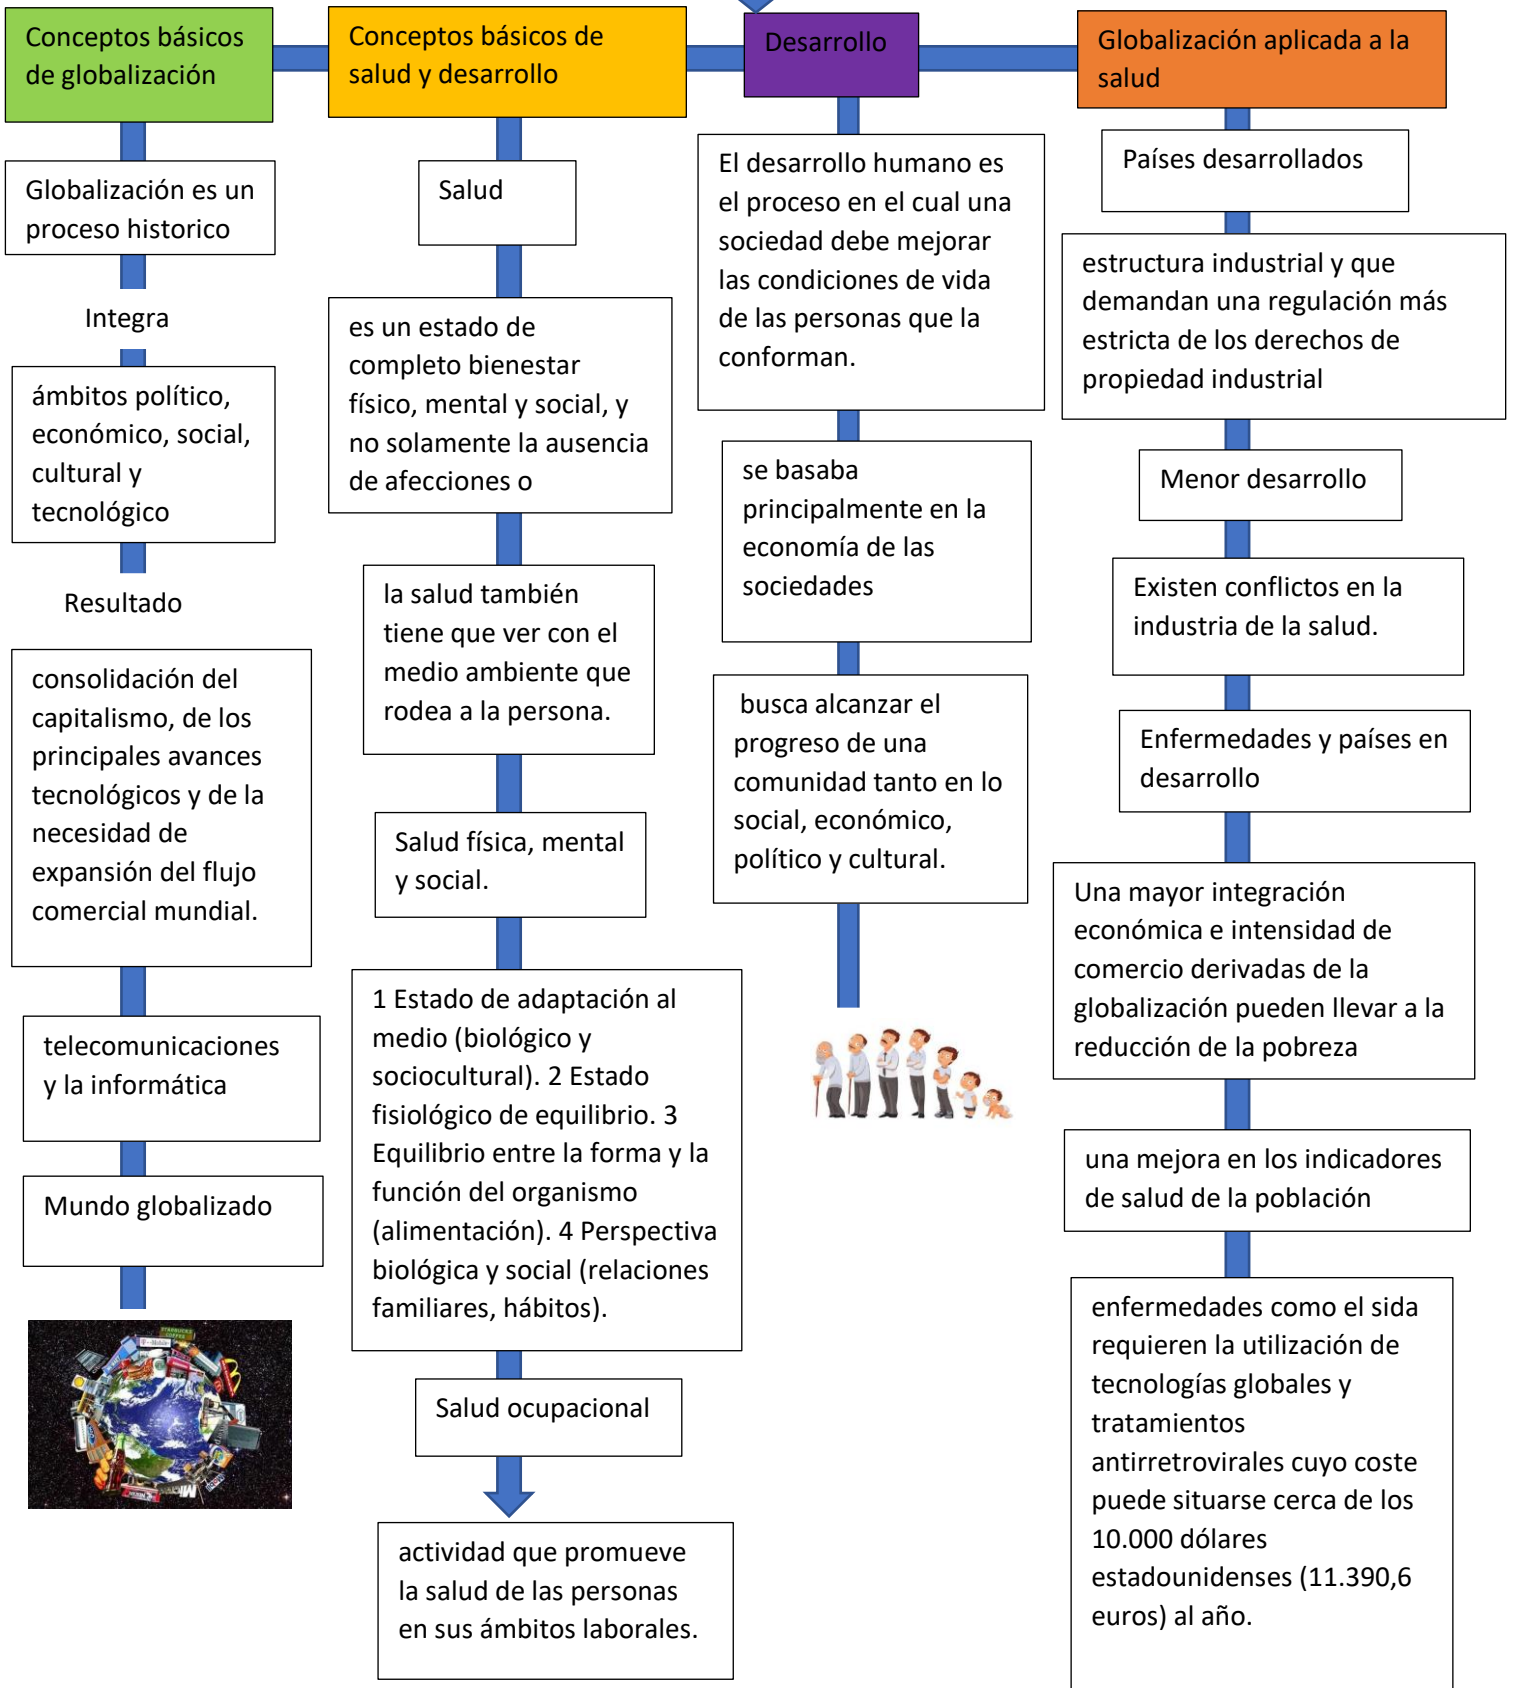 Conceptos básicos
de globalización
Globalización es un
proceso historico
Integra
ámbitos político,
económico, social,
cultural y
tecnológico
Resultado
consolidación del
capitalismo, de los
principales avances
tecnológicos y de la
necesidad de
expansión del flujo
comercial mundial.
telecomunicaciones
y la informática
Mundo globalizado
Conceptos básicos de
salud y desarrollo
Salud
es un estado de
completo bienestar
físico, mental y social, y
no solamente la ausencia
de afecciones o
la salud también
tiene que ver con el
medio ambiente que
rodea a la persona.
Salud física, mental
y social.
1 Estado de adaptación al
medio (biológico y
sociocultural). 2 Estado
fisiológico de equilibrio. 3
Equilibrio entre la forma y la
función del organismo
(alimentación). 4 Perspectiva
biológica y social (relaciones
familiares, hábitos).
Salud ocupacional
actividad que promueve
la salud de las personas
en sus ámbitos laborales.
Desarrollo
El desarrollo humano es
el proceso en el cual una
sociedad debe mejorar
las condiciones de vida
de las personas que la
conforman.
se basaba
principalmente en la
economía de las
sociedades
busca alcanzar el
progreso de una
comunidad tanto en lo
social, económico,
político y cultural.
Globalización aplicada a la
salud
Países desarrollados
estructura industrial y que
demandan una regulación más
estricta de los derechos de
propiedad industrial
Menor desarrollo
Existen conflictos en la
industria de la salud.
Enfermedades y países en
desarrollo
Una mayor integración
económica e intensidad de
comercio derivadas de la
globalización pueden llevar a la
reducción de la pobreza
una mejora en los indicadores
de salud de la población
enfermedades como el sida
requieren la utilización de
tecnologías globales y
tratamientos
antirretrovirales cuyo coste
puede situarse cerca de los
10.000 dólares
estadounidenses (11.390,6
euros) al año.